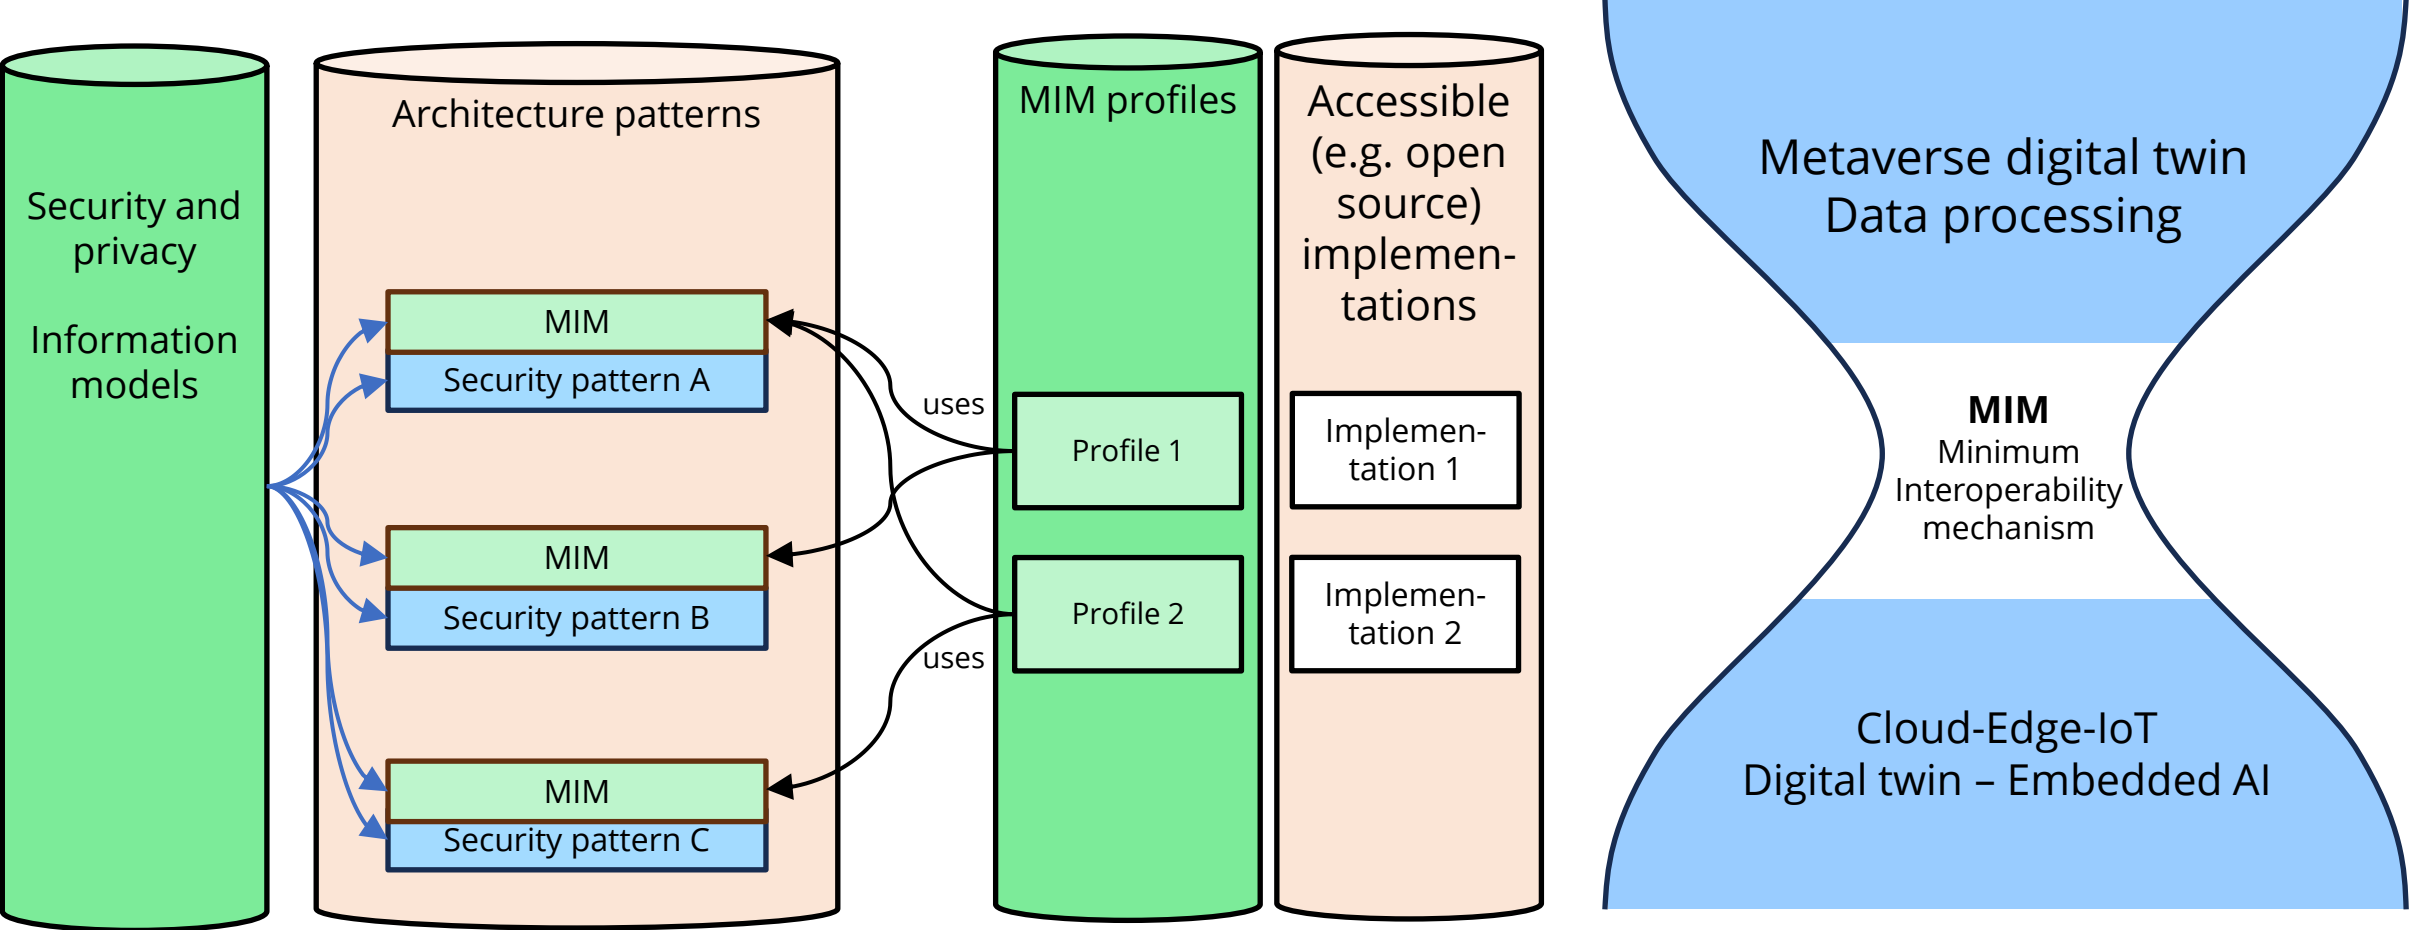 Security and
privacy
Information
models
Architecture patterns
MIM
Security pattern A
MIM
Security pattern B
MIM
Security pattern C
uses
uses
MIM profiles
Profile 1
Profile 2
Accessible
(e.g. open
source)
implemen-
tations
Implemen-
tation 1
Implemen-
tation 2
Metaverse digital twin
Data processing
MIM
Minimum
Interoperability
mechanism
Cloud-Edge-IoT
Digital twin – Embedded AI